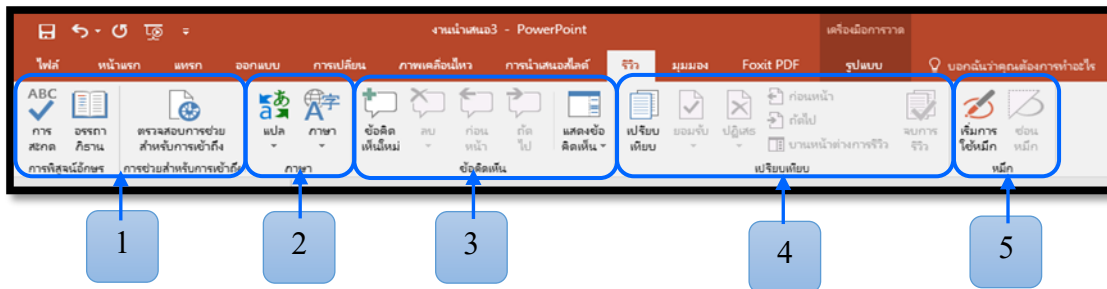 งานนำเสนอ3 - PowerPoint
เครื่องมือการวาด
ไฟล์ หน้าแรก แทรก ออกแบบ การเปลี่ยน ภาพเคลื่อนไหว การนำเสนอสไลด์ รีวิว มุมมอง Foxit PDF รูปแบบ บอกฉันว่าคุณต้องการทำอะไร
ABC
การสะกด
อรรถาภิธาน
ตรวจสอบการช่วยสำหรับการเข้าถึง
แปล
ภาษา
ข้อคิดเห็นใหม่
ลบ
ก่อนหน้า
ถัดไป
แสดงข้อคิดเห็น
เปรียบเทียบ
ยอมรับ
ปฏิเสธ
ก่อนหน้า
ถัดไป
บานหน้าต่างการรีวิว
จบการรีวิว
เริ่มการใช้หมึก
ซ่อนหมึก
การพิสูจน์อักษร การช่วยสำหรับการเข้าถึง ภาษา ข้อคิดเห็น เปรียบเทียบ หมึก
1 2 3 4 5